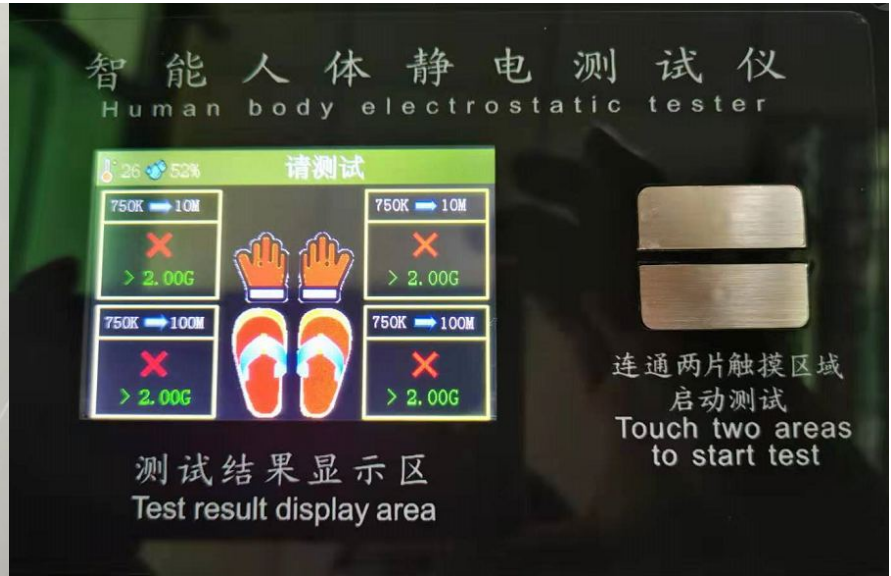 智能人体静电测试仪
Human body electrostatic tester
26 52% 请测试
750K 10M
× 
> 2.00G
750K 10M
×
> 2.00G
750K 100M
×
> 2.00G
750K 100M
×
> 2.00G
连通两片触摸区域
启动测试
Touch two areas
to start test
测试结果显示区
Test result display area